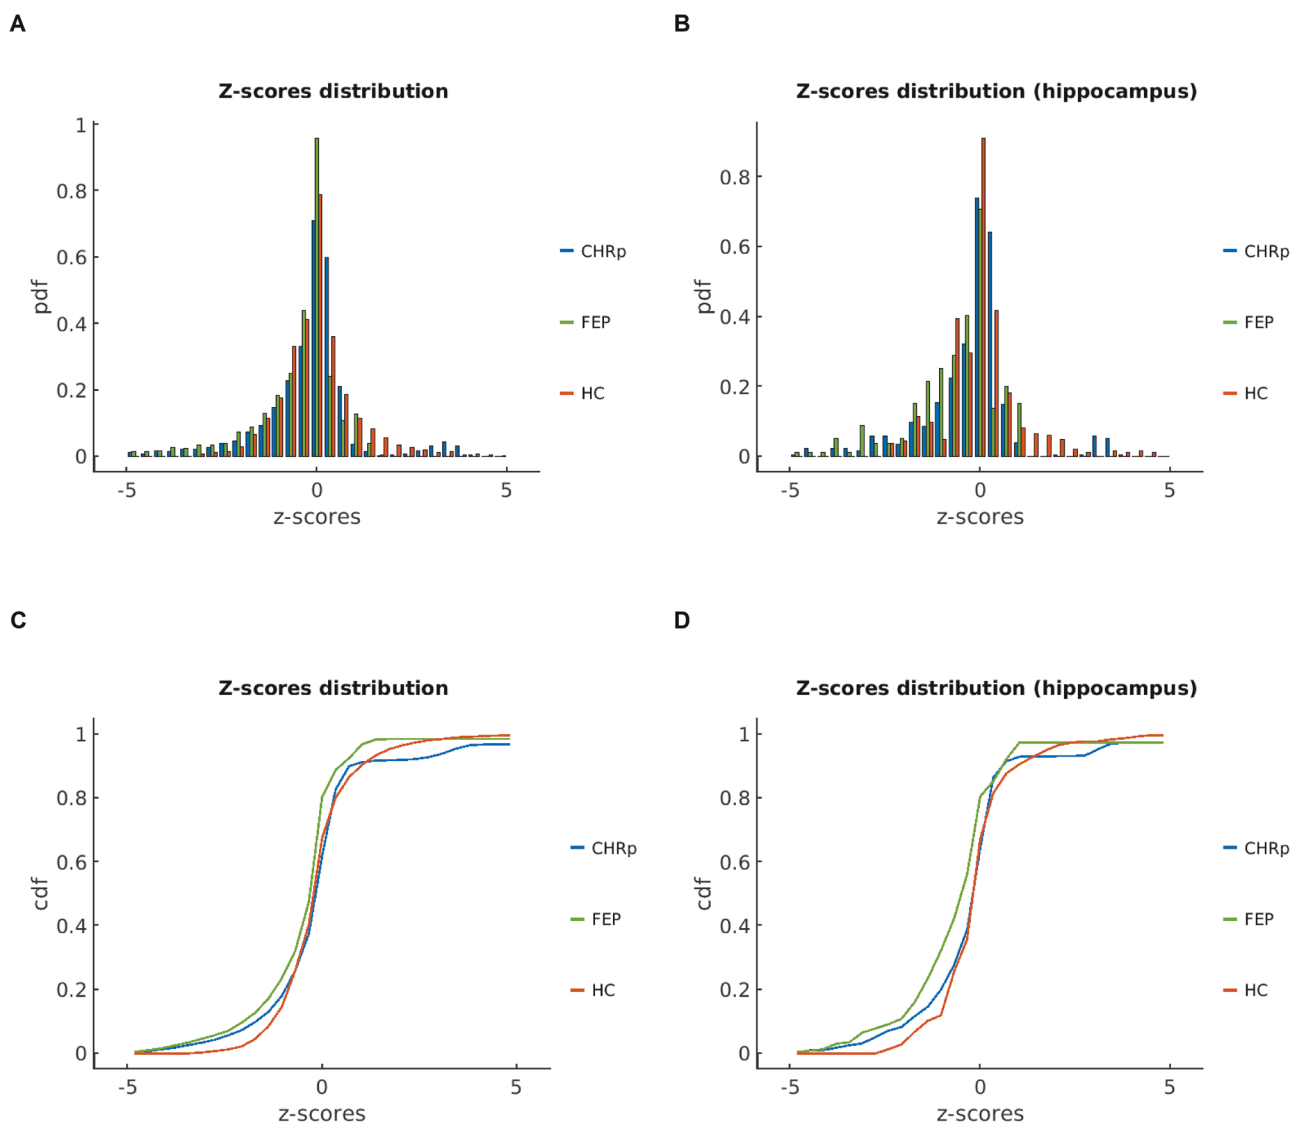 A
Z-scores distribution
1
0.8
0.6
0.4
0.2
0
pdf
-5
0
5
z-scores
CHRp
FEP
HC
B
Z-scores distribution (hippocampus)
0.8
0.6
0.4
0.2
0
pdf
-5
0
5
z-scores
CHRp
FEP
HC
C
Z-scores distribution
1
0.8
0.6
0.4
0.2
0
cdf
-5
0
5
z-scores
CHRp
FEP
HC
D
Z-scores distribution (hippocampus)
1
0.8
0.6
0.4
0.2
0
cdf
-5
0
5
z-scores
CHRp
FEP
HC